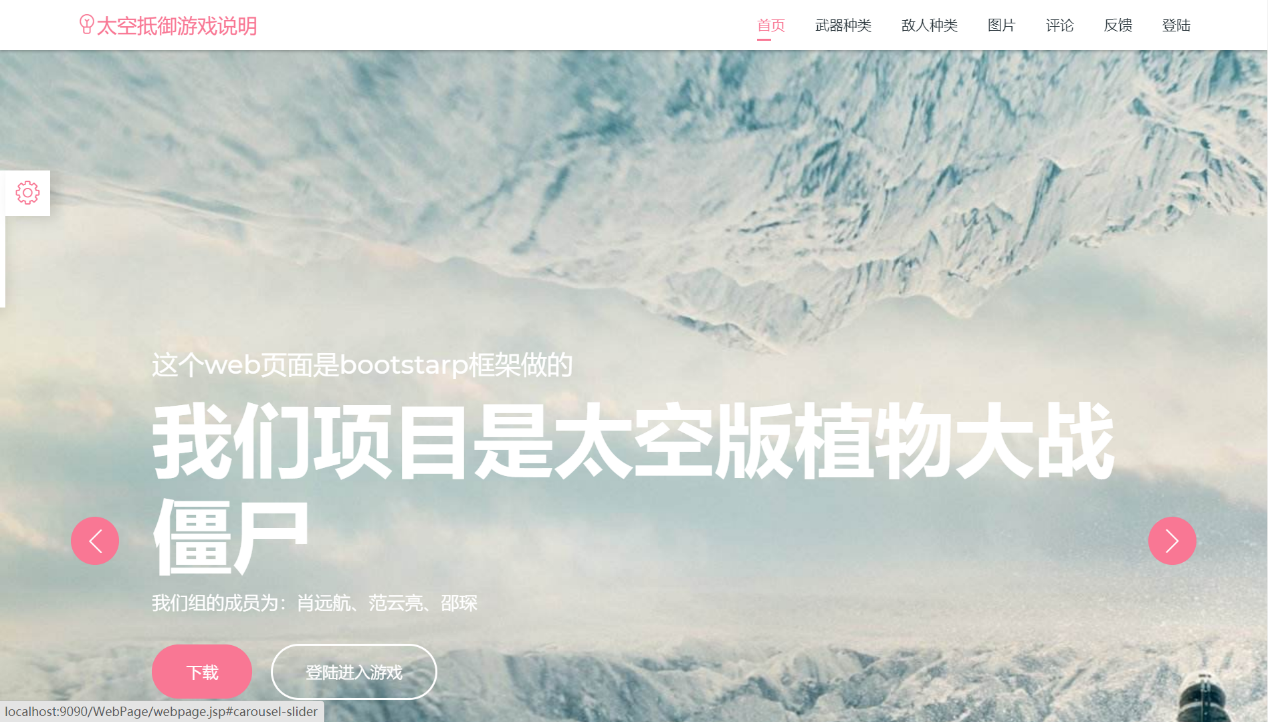 太空抵御游戏说明
首页 武器种类 敌人种类 图片 评论 反馈 登陆
这个web页面是bootstarp框架做的
我们项目是太空版植物大战
僵尸
我们组的成员为：肖远航、范云亮、邵琛
下载 登陆进入游戏
localhost:9090/WebPage/webpage.jsp#carousel-slider